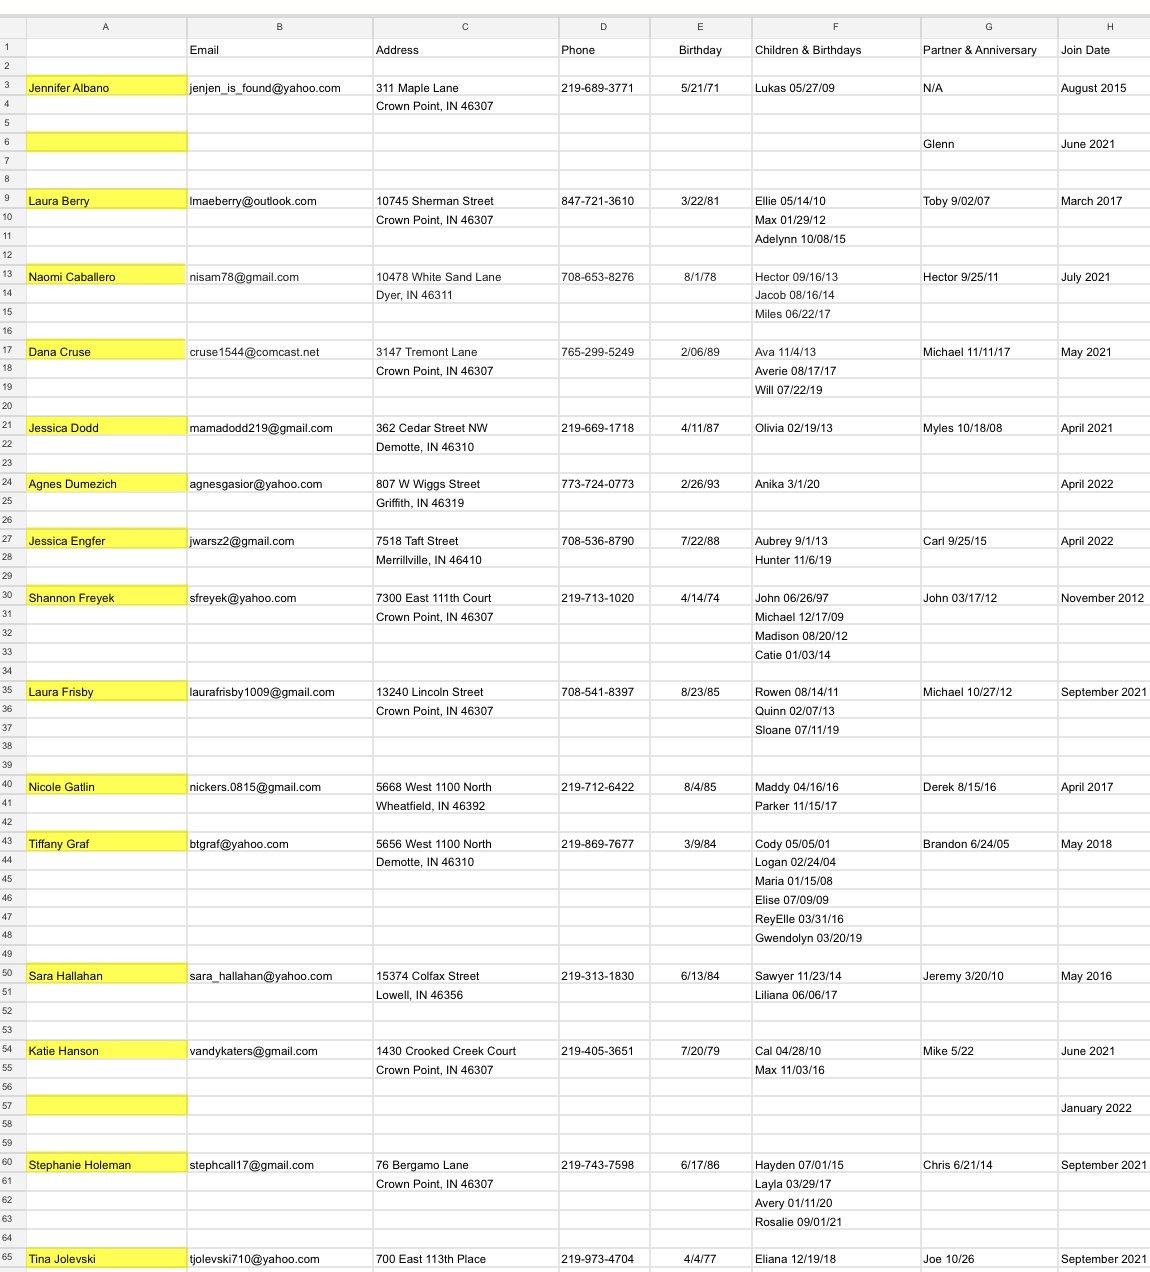 A B C D E F G H
1 Email Address Phone Birthday Children & Birthdays Partner & Anniversary Join Date
2
3 Jennifer Albano jenjen_is_found@yahoo.com 311 Maple Lane 219-689-3771 5/21/71 Lukas 05/27/09 N/A August 2015
4 Crown Point, IN 46307
5
6 Glenn June 2021
7
8
9 Laura Berry lmaeberry@outlook.com 10745 Sherman Street 847-721-3610 3/22/81 Ellie 05/14/10 Toby 9/02/07 March 2017
10 Crown Point, IN 46307 Max 01/29/12
11 Adelynn 10/08/15
12
13 Naomi Caballero nisam78@gmail.com 10478 White Sand Lane 708-653-8276 8/1/78 Hector 09/16/13 Hector 9/25/11 July 2021
14 Dyer, IN 46311 Jacob 08/16/14
15 Miles 06/22/17
16
17 Dana Cruse cruse1544@comcast.net 3147 Tremont Lane 765-299-5249 2/06/89 Ava 11/4/13 Michael 11/11/17 May 2021
18 Crown Point, IN 46307 Averie 08/17/17
19 Will 07/22/19
20
21 Jessica Dodd mamadodd219@gmail.com 362 Cedar Street NW 219-669-1718 4/11/87 Olivia 02/19/13 Myles 10/18/08 April 2021
22 Demotte, IN 46310
23
24 Agnes Dumezich agnesgasior@yahoo.com 807 W Wiggs Street 773-724-0773 2/26/93 Anika 3/1/20 April 2022
25 Griffith, IN 46319
26
27 Jessica Engfer jwarsz2@gmail.com 7518 Taft Street 708-536-8790 7/22/88 Aubrey 9/1/13 Carl 9/25/15 April 2022
28 Merrillville, IN 46410 Hunter 11/6/19
29
30 Shannon Freyek sfreyek@yahoo.com 7300 East 111th Court 219-713-1020 4/14/74 John 06/26/97 John 03/17/12 November 2012
31 Crown Point, IN 46307 Michael 12/17/09
32 Madison 08/20/12
33 Catie 01/03/14
34
35 Laura Frisby laurafrisby1009@gmail.com 13240 Lincoln Street 708-541-8397 8/23/85 Rowen 08/14/11 Michael 10/27/12 September 2021
36 Crown Point, IN 46307 Quinn 02/07/13
37 Sloane 07/11/19
38
39
40 Nicole Gatlin nickers.0815@gmail.com 5668 West 1100 North 219-712-6422 8/4/85 Maddy 04/16/16 Derek 8/15/16 April 2017
41 Wheatfield, IN 46392 Parker 11/15/17
42
43 Tiffany Graf btgraf@yahoo.com 5656 West 1100 North 219-869-7677 3/9/84 Cody 05/05/01 Brandon 6/24/05 May 2018
44 Demotte, IN 46310 Logan 02/24/04
45 Maria 01/15/08
46 Elise 07/09/09
47 ReyElle 03/31/16
48 Gwendolyn 03/20/19
49
50 Sara Hallahan sara_hallahan@yahoo.com 15374 Colfax Street 219-313-1830 6/13/84 Sawyer 11/23/14 Jeremy 3/20/10 May 2016
51 Lowell, IN 46356 Liliana 06/06/17
52
53
54 Katie Hanson vandykaters@gmail.com 1430 Crooked Creek Court 219-405-3651 7/20/79 Cal 04/28/10 Mike 5/22 June 2021
55 Crown Point, IN 46307 Max 11/03/16
56
57 January 2022
58
59
60 Stephanie Holeman stephcall17@gmail.com 76 Bergamo Lane 219-743-7598 6/17/86 Hayden 07/01/15 Chris 6/21/14 September 2021
61 Crown Point, IN 46307 Layla 03/29/17
62 Avery 01/11/20
63 Rosalie 09/01/21
64
65 Tina Jolevski tjolevski710@yahoo.com 700 East 113th Place 219-973-4704 4/4/77 Eliana 12/19/18 Joe 10/26 September 2021